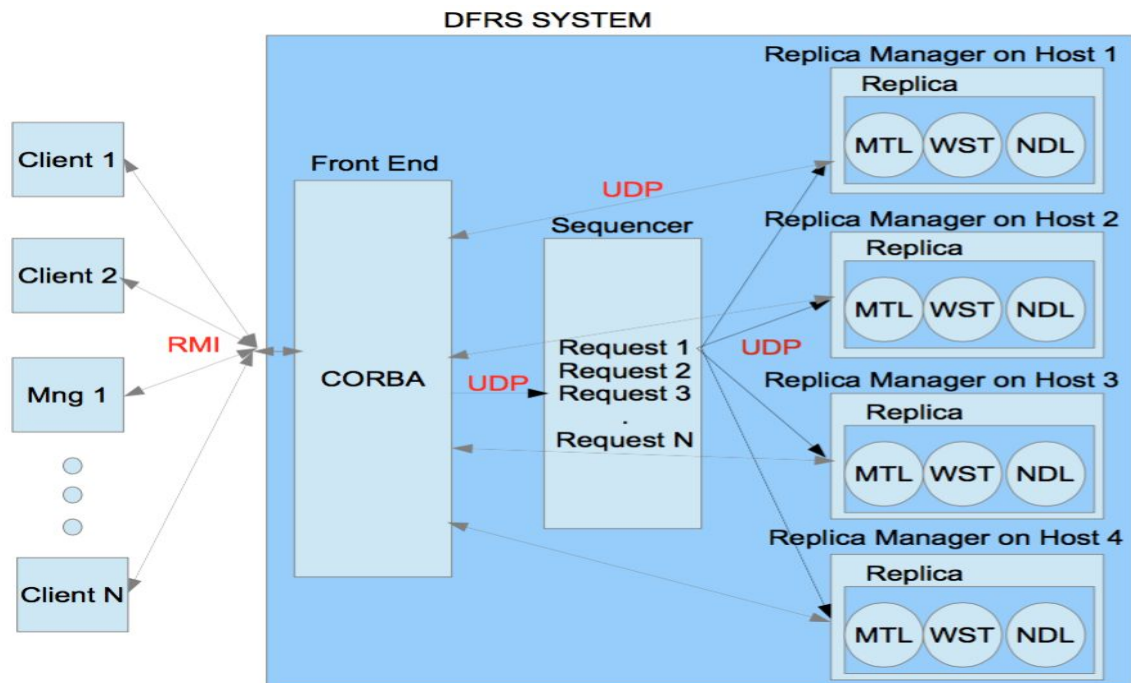 DFRS SYSTEM
Client 1
Client 2
Mng 1
Client N
RMI
Front End
CORBA
UDP
UDP
Sequencer
Request 1
Request 2
Request 3
.
Request N
UDP
Replica Manager on Host 1
Replica
MTL WST NDL
Replica Manager on Host 2
Replica
MTL WST NDL
Replica Manager on Host 3
Replica
MTL WST NDL
Replica Manager on Host 4
Replica
MTL WST NDL